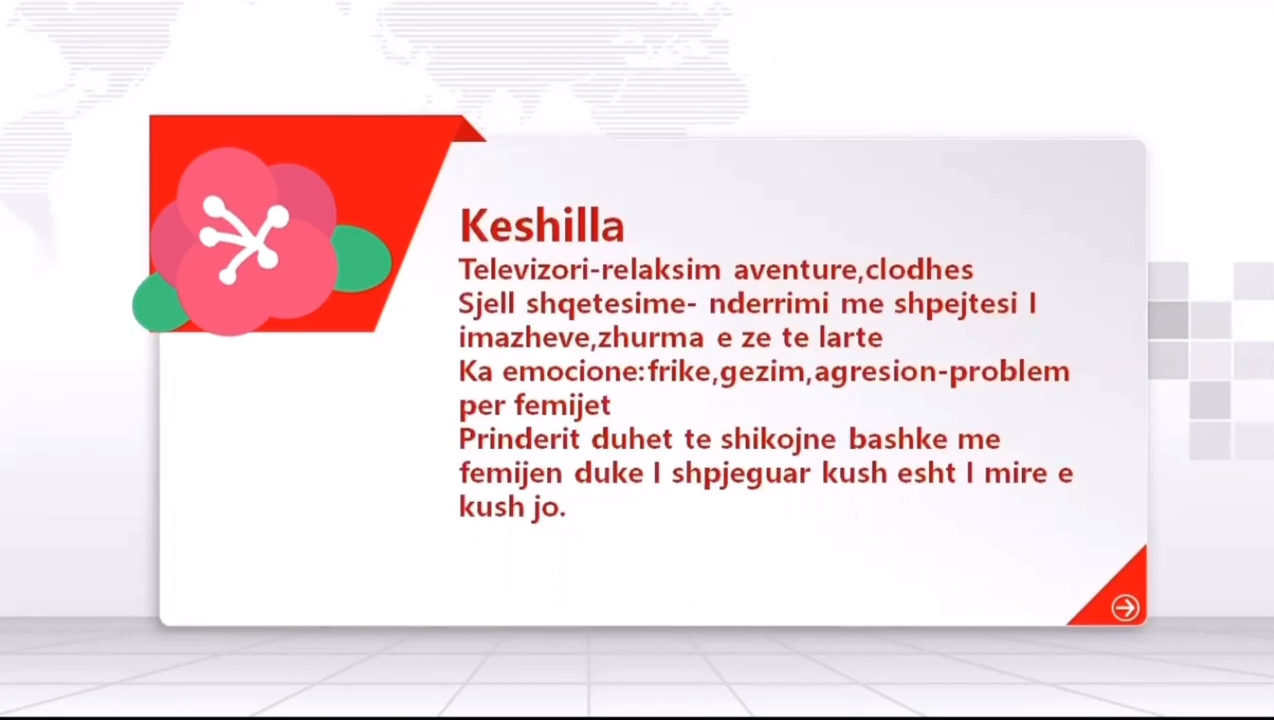 Keshilla
Televizori-relaksim aventure,clodhes
Sjell shqetesime- nderrimi me shpejtesi I
imazheve,zhurma e ze te larte
Ka emocione:frike,gezim,agresion-problem
per femijet
Prinderit duhet te shikojne bashke me
femijen duke I shpjeguar kush esht I mire e
kush jo.